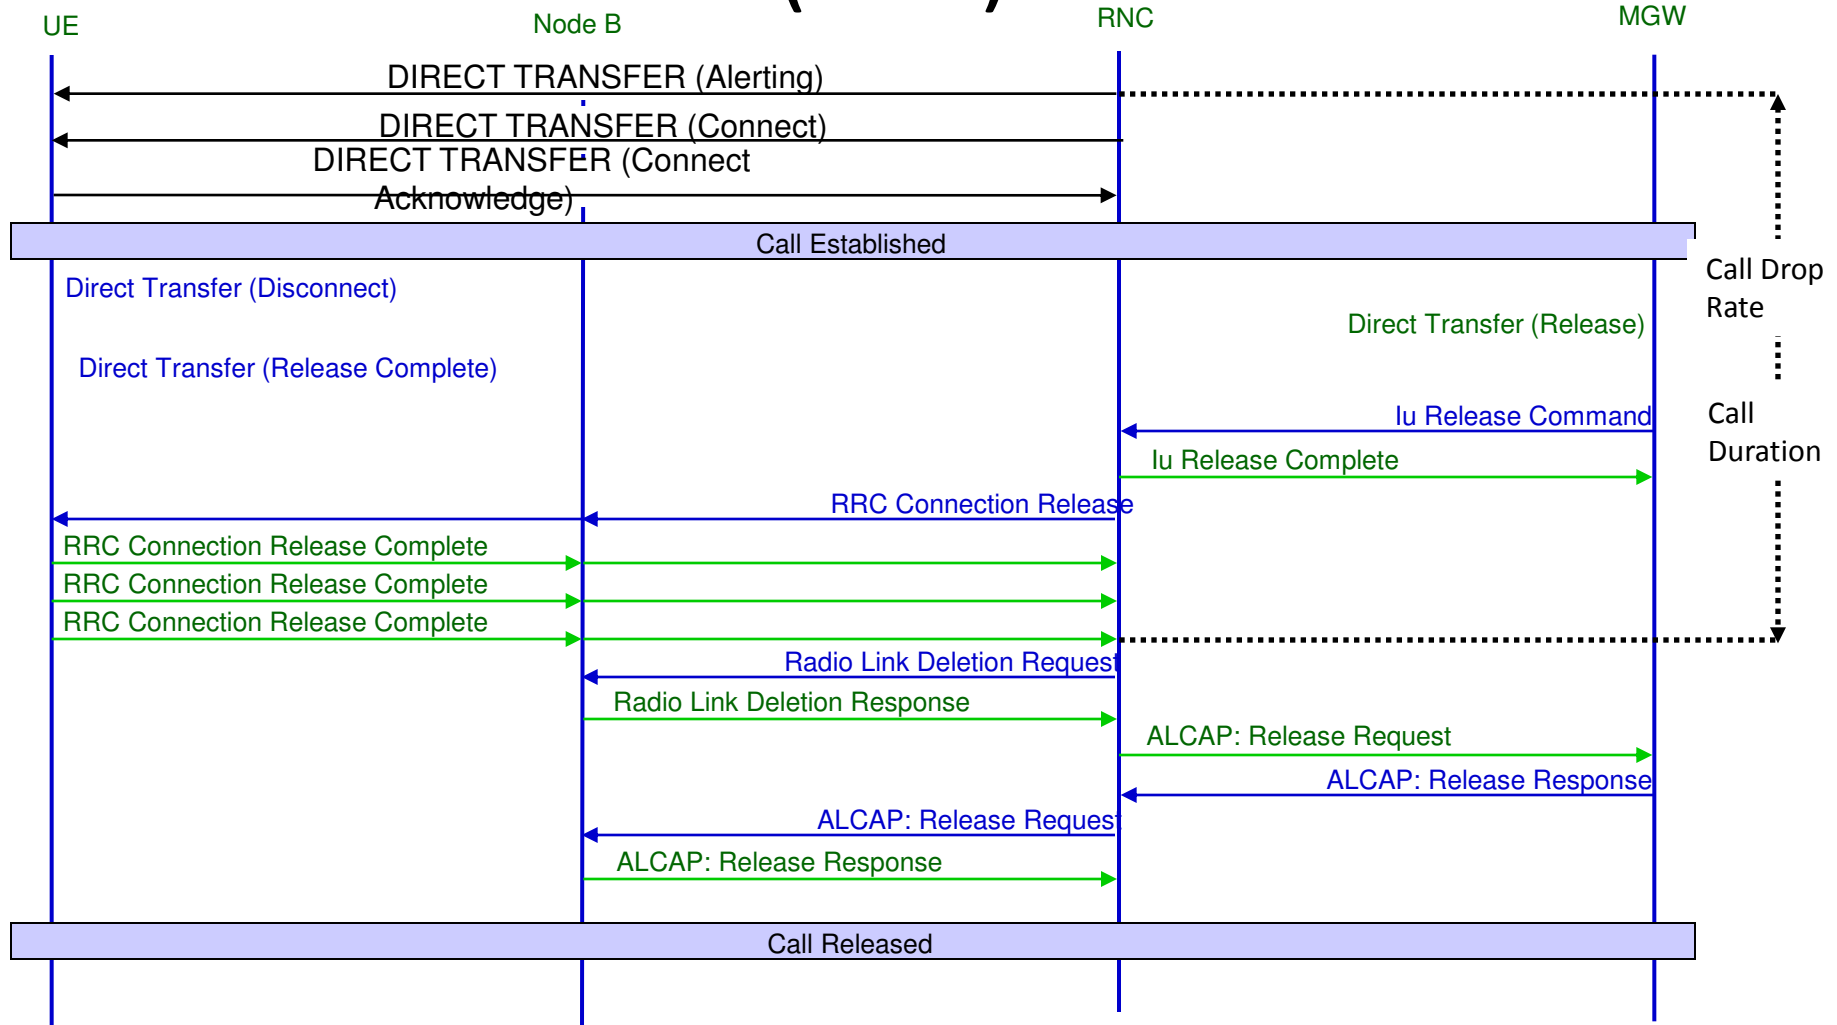 UE
Node B
RNC
MGW
DIRECT TRANSFER (Alerting)
DIRECT TRANSFER (Connect)
DIRECT TRANSFER (Connect
Acknowledge)
Call Established
Call Drop
Rate
Direct Transfer (Disconnect)
Direct Transfer (Release)
Direct Transfer (Release Complete)
Call
Duration
Iu Release Command
Iu Release Complete
RRC Connection Release
RRC Connection Release Complete
RRC Connection Release Complete
RRC Connection Release Complete
Radio Link Deletion Request
Radio Link Deletion Response
ALCAP: Release Request
ALCAP: Release Response
ALCAP: Release Request
ALCAP: Release Response
Call Released